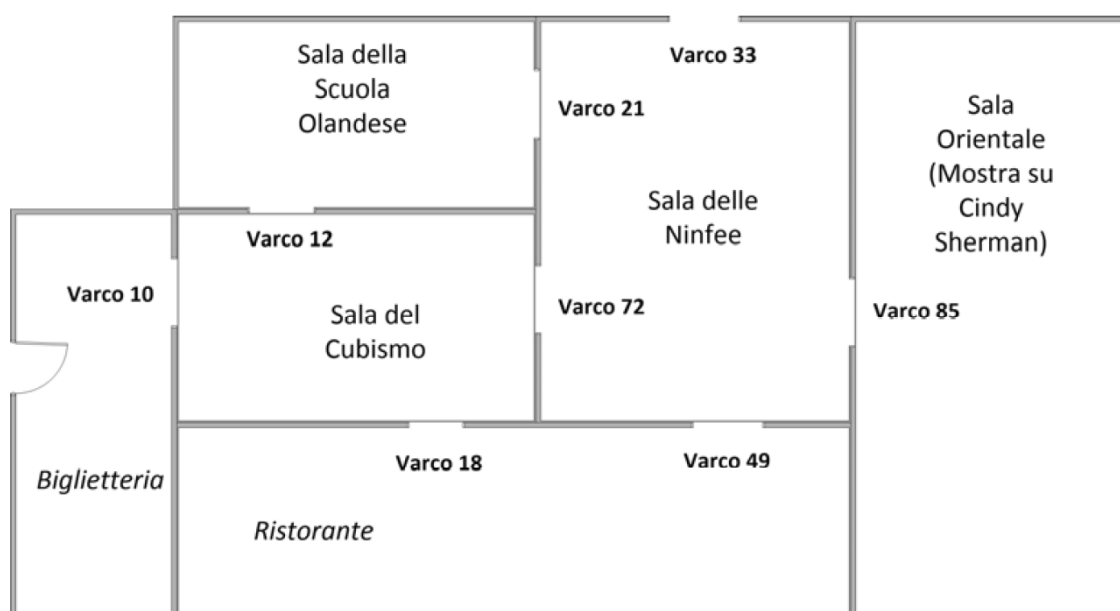 Sala della
Scuola
Olandese
Varco 33
Varco 21
Sala
Orientale
(Mostra su
Cindy
Sherman)
Sala delle
Ninfee
Varco 12
Varco 10
Sala del
Cubismo
Varco 72
Varco 85
Varco 18
Varco 49
Biglietteria
Ristorante